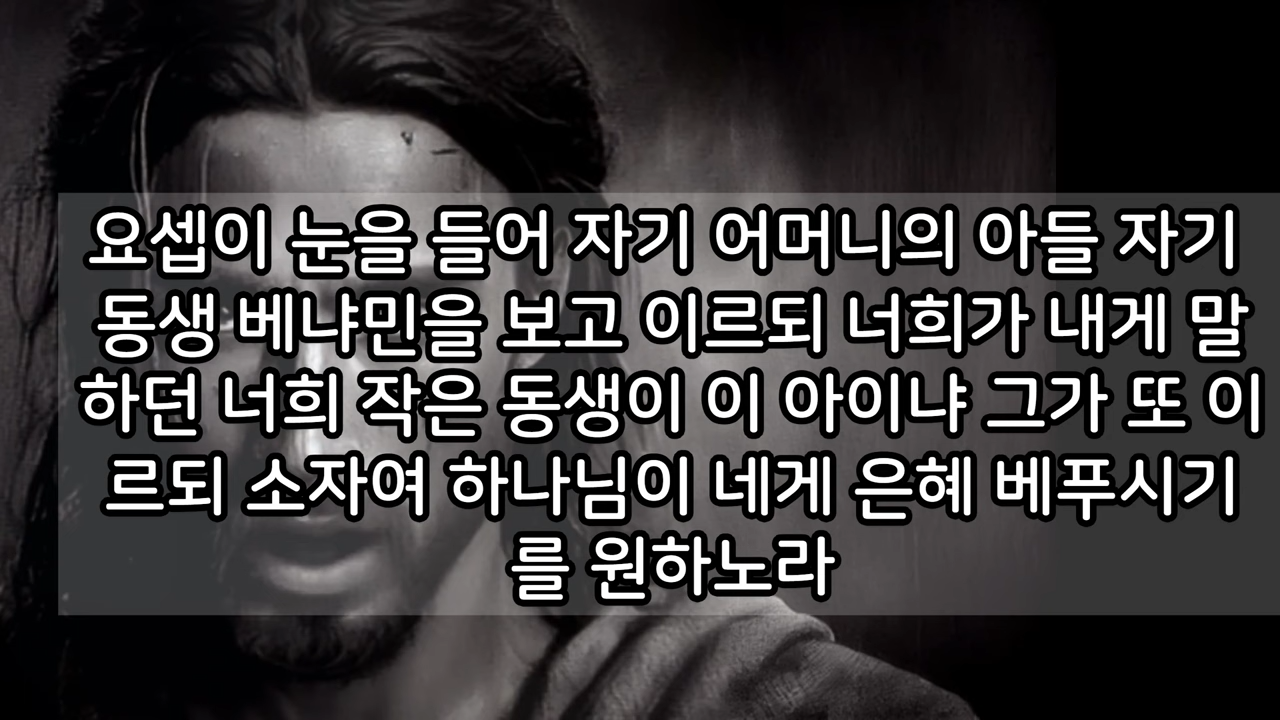 요셉이 눈을 들어 자기 어머니의 아들 자기
동생 베냐민을 보고 이르되 너희가 내게 말
하던 너희 작은 동생이 이 아이냐 그가 또 이
르되 소자여 하나님이 네게 은혜 베푸시기
를 원하노라